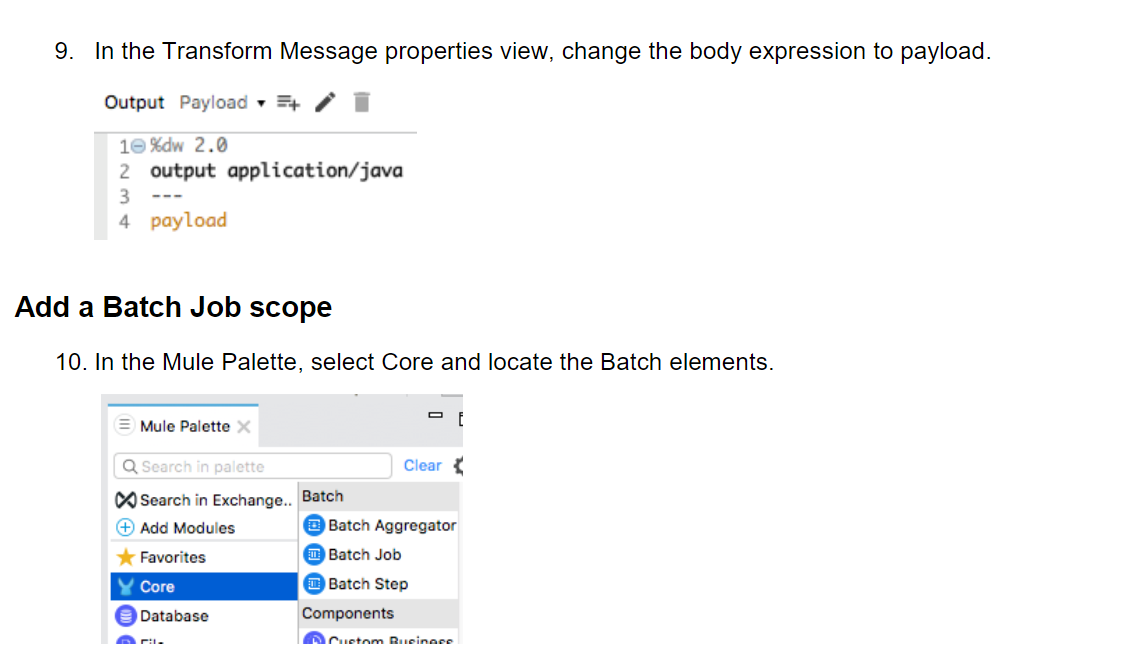 9. In the Transform Message properties view, change the body expression to payload.
Output Payload
1 %dw 2.0
2 output application/java
3 ---
4 payload
Add a Batch Job scope
10. In the Mule Palette, select Core and locate the Batch elements.
Mule Palette
Search in palette Clear
Search in Exchange..
Add Modules
Favorites
Core
Database
Batch
Batch Aggregator
Batch Job
Batch Step
Components
Custom Business